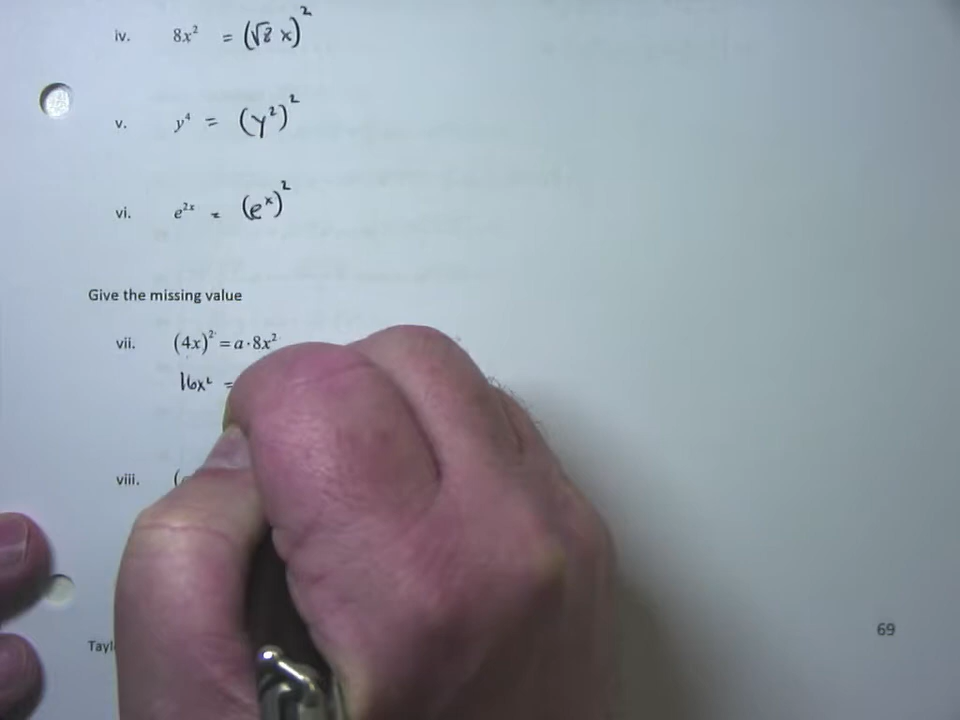 iv. 8x² = (√8 x)²
v. y⁴ = (y²)²
vi. e²ˣ = (eˣ)²
Give the missing value
vii. (4x)² = a·8x²
16x² =
viii. (
Tayl
69